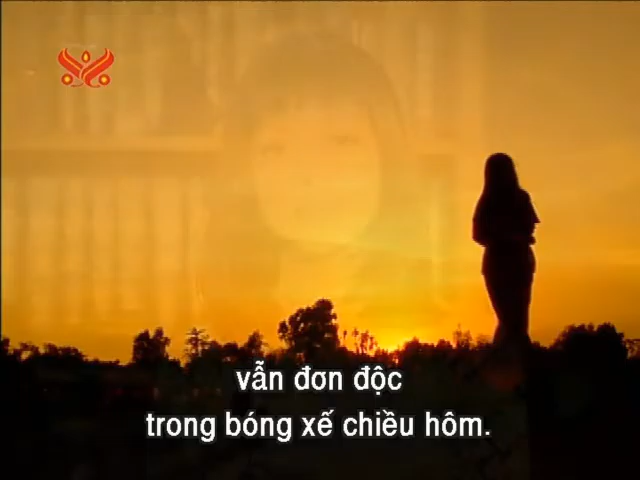 vẫn đơn độc
trong bóng xế chiều hôm.